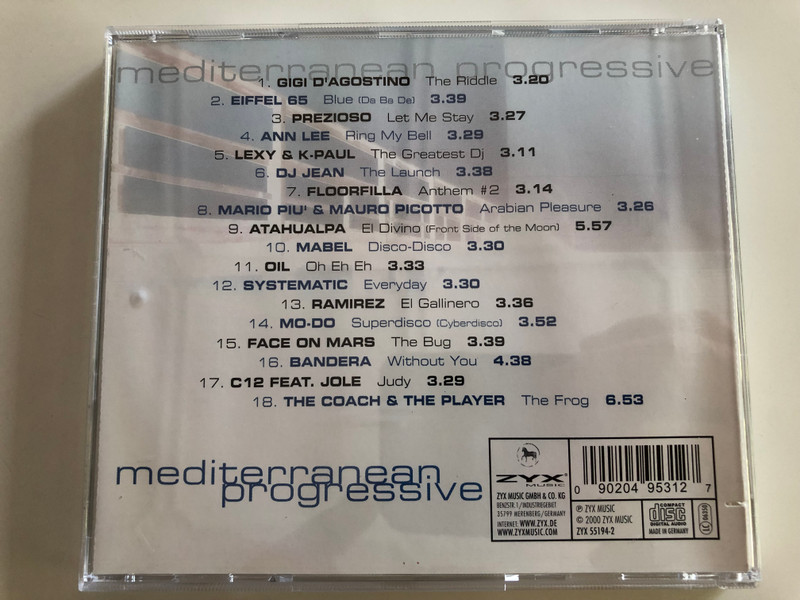 mediterranean progressive
1. GIGI D'AGOSTINO The Riddle 3.20
2. EIFFEL 65 Blue (Da Ba De) 3.39
3. PREZIOSO Let Me Stay 3.27
4. ANN LEE Ring My Bell 3.29
5. LEXY & K-PAUL The Greatest Dj 3.11
6. DJ JEAN The Launch 3.38
7. FLOORFILLA Anthem #2 3.14
8. MARIO PIU' & MAURO PICOTTO Arabian Pleasure 3.26
9. ATAHUALPA El Divino (Front Side of the Moon) 5.57
10. MABEL Disco-Disco 3.30
11. OIL Oh Eh Eh 3.33
12. SYSTEMATIC Everyday 3.30
13. RAMIREZ El Gallinero 3.36
14. MO-DO Superdisco (Cyberdisco) 3.52
15. FACE ON MARS The Bug 3.39
16. BANDERA Without You 4.38
17. C12 FEAT. JOLE Judy 3.29
18. THE COACH & THE PLAYER The Frog 6.53
mediterranean
progressive
ZYX
MUSIC
ZYX MUSIC GMBH & CO. KG
BENZSTR. 1/INDUSTRIEGEBIET
35799 MERENBERG/GERMANY
INTERNET: WWW.ZYX.DE
WWW.ZYXMUSIC.COM
0 90204 95312 7
℗ ZYX MUSIC
© 2000 ZYX MUSIC
ZYX 55194-2
COMPACT
disc
DIGITAL AUDIO
MADE IN GERMANY
LC 06350